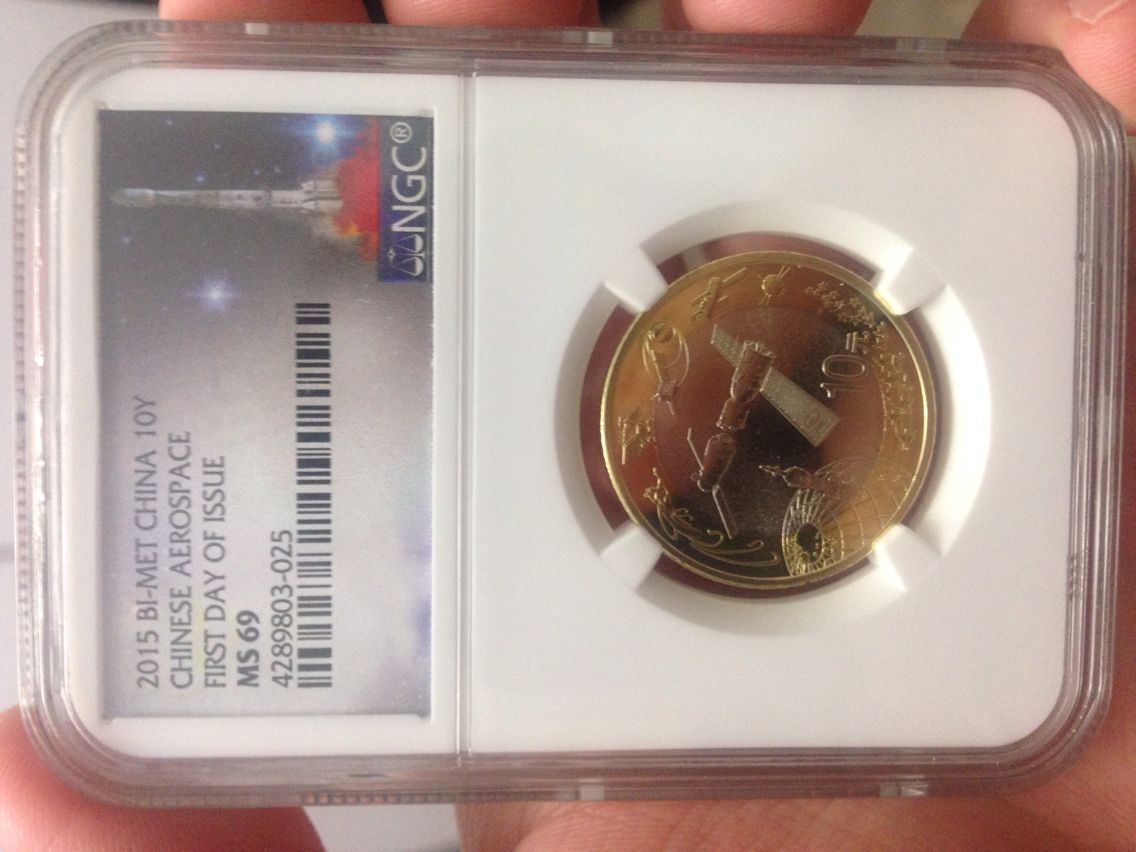 2015 BI-MET CHINA 10Y
CHINESE AEROSPACE
FIRST DAY OF ISSUE
MS 69
4289803-025
NGC®
10元